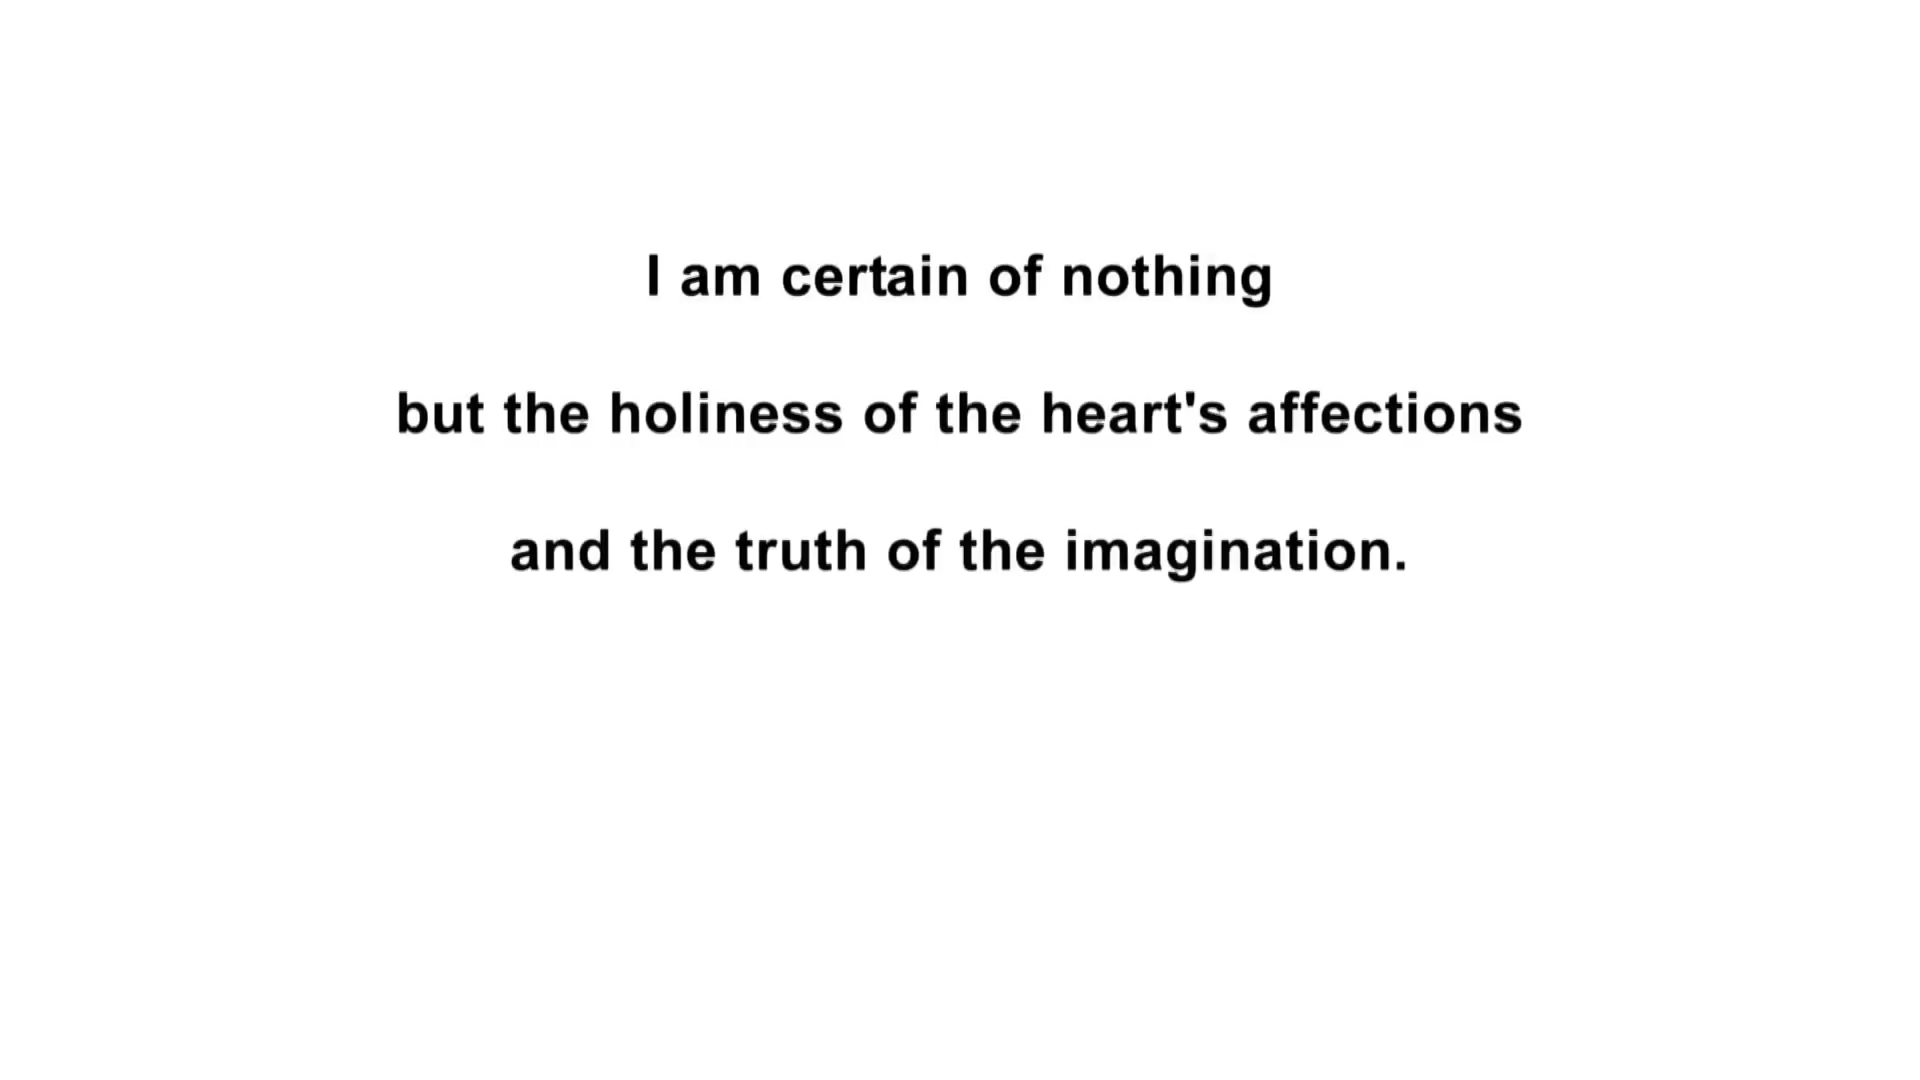 I am certain of nothing
but the holiness of the heart's affections
and the truth of the imagination.